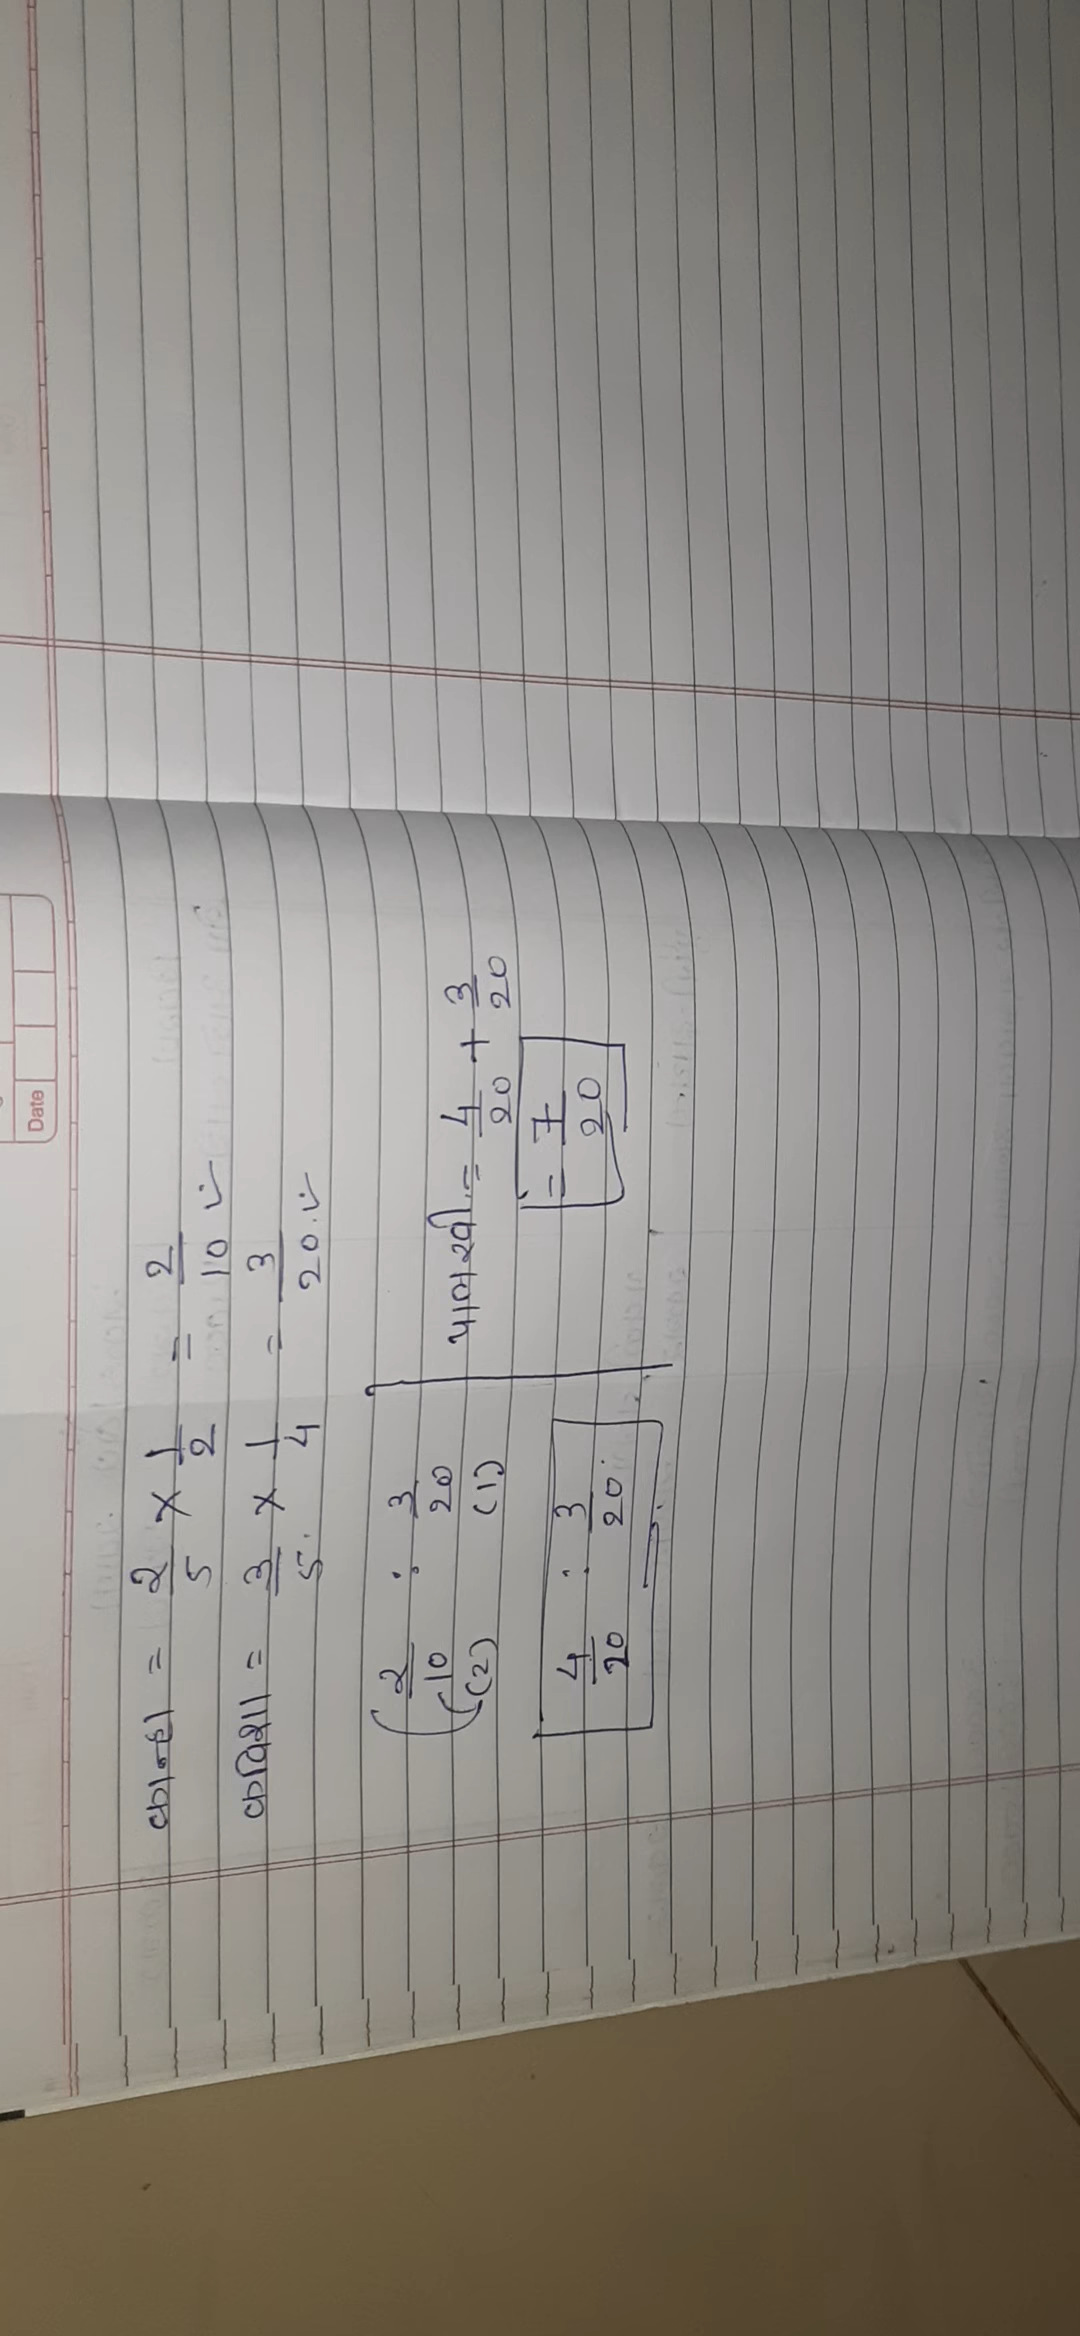 Date
कान्हा = 2/5 × 1/2 = 2/10
कविशा = 3/5 × 1/4 = 3/20
2/10 : 3/20
(2) (1)
4/20 : 3/20
= 4/20 + 3/20
= 7/20